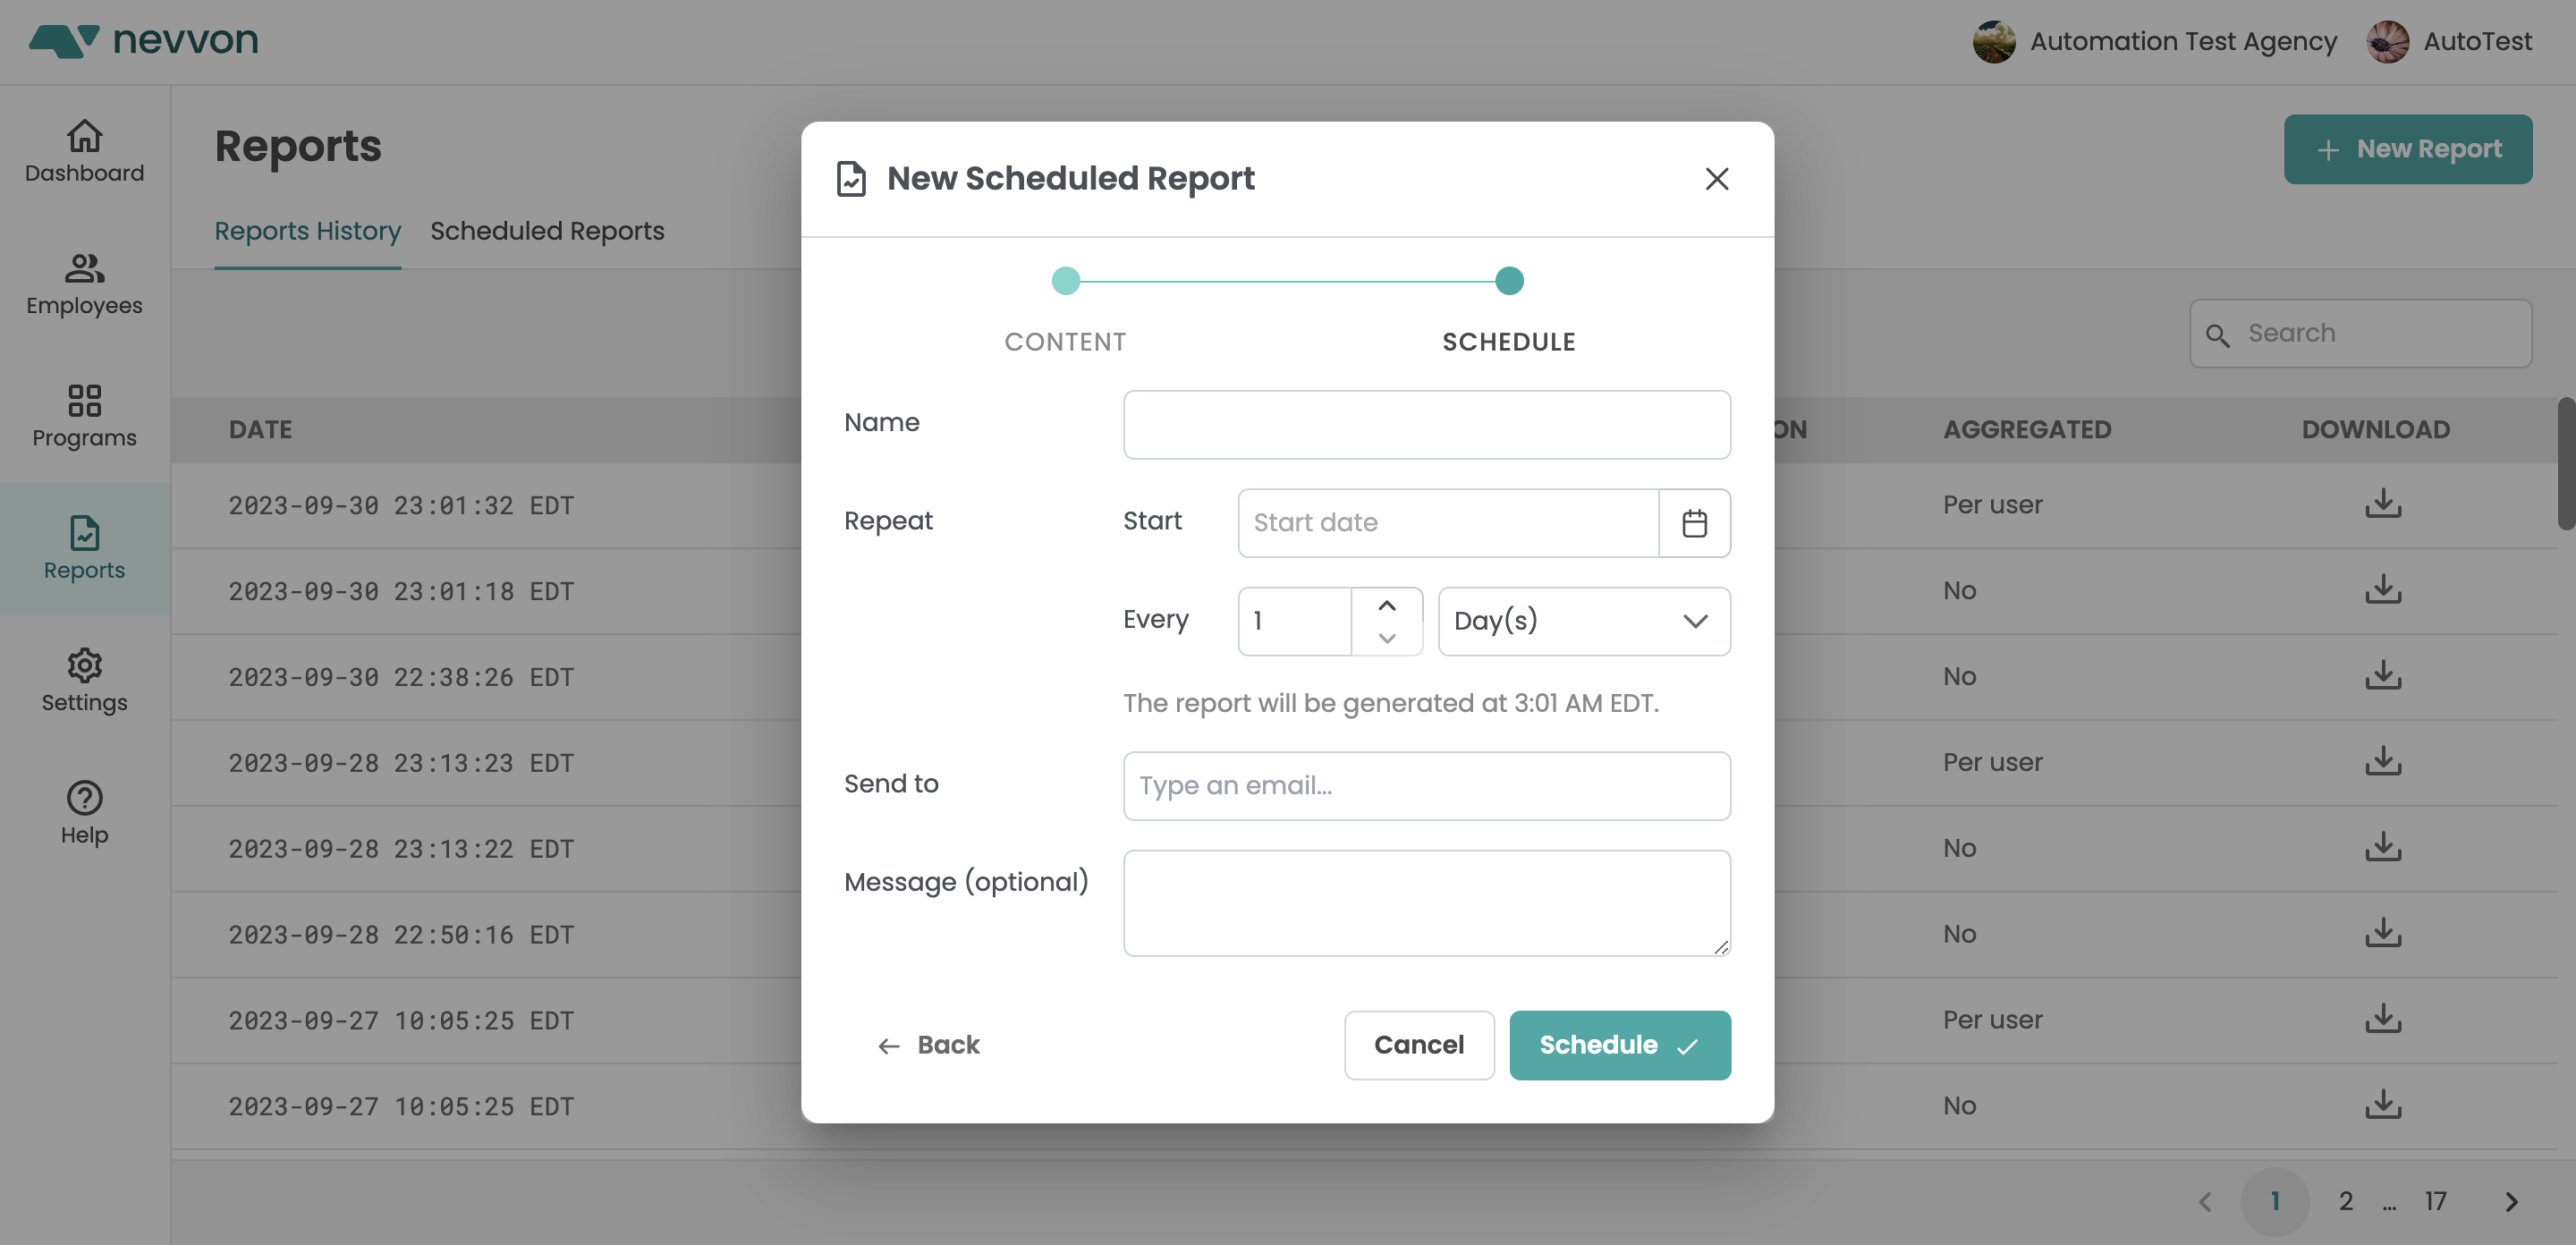 nevvon
Automation Test Agency
AutoTest
Dashboard
Employees
Programs
Reports
Settings
Help
Reports
New Report
Reports History
Scheduled Reports
Search
DATE
ON
AGGREGATED
DOWNLOAD
2023-09-30 23:01:32 EDT
Per user
2023-09-30 23:01:18 EDT
No
2023-09-30 22:38:26 EDT
No
2023-09-28 23:13:23 EDT
Per user
2023-09-28 23:13:22 EDT
No
2023-09-28 22:50:16 EDT
No
2023-09-27 10:05:25 EDT
Per user
2023-09-27 10:05:25 EDT
No
1 2 ... 17
New Scheduled Report
CONTENT
SCHEDULE
Name
Repeat
Start
Start date
Every
1
Day(s)
The report will be generated at 3:01 AM EDT.
Send to
Type an email...
Message (optional)
Back
Cancel
Schedule